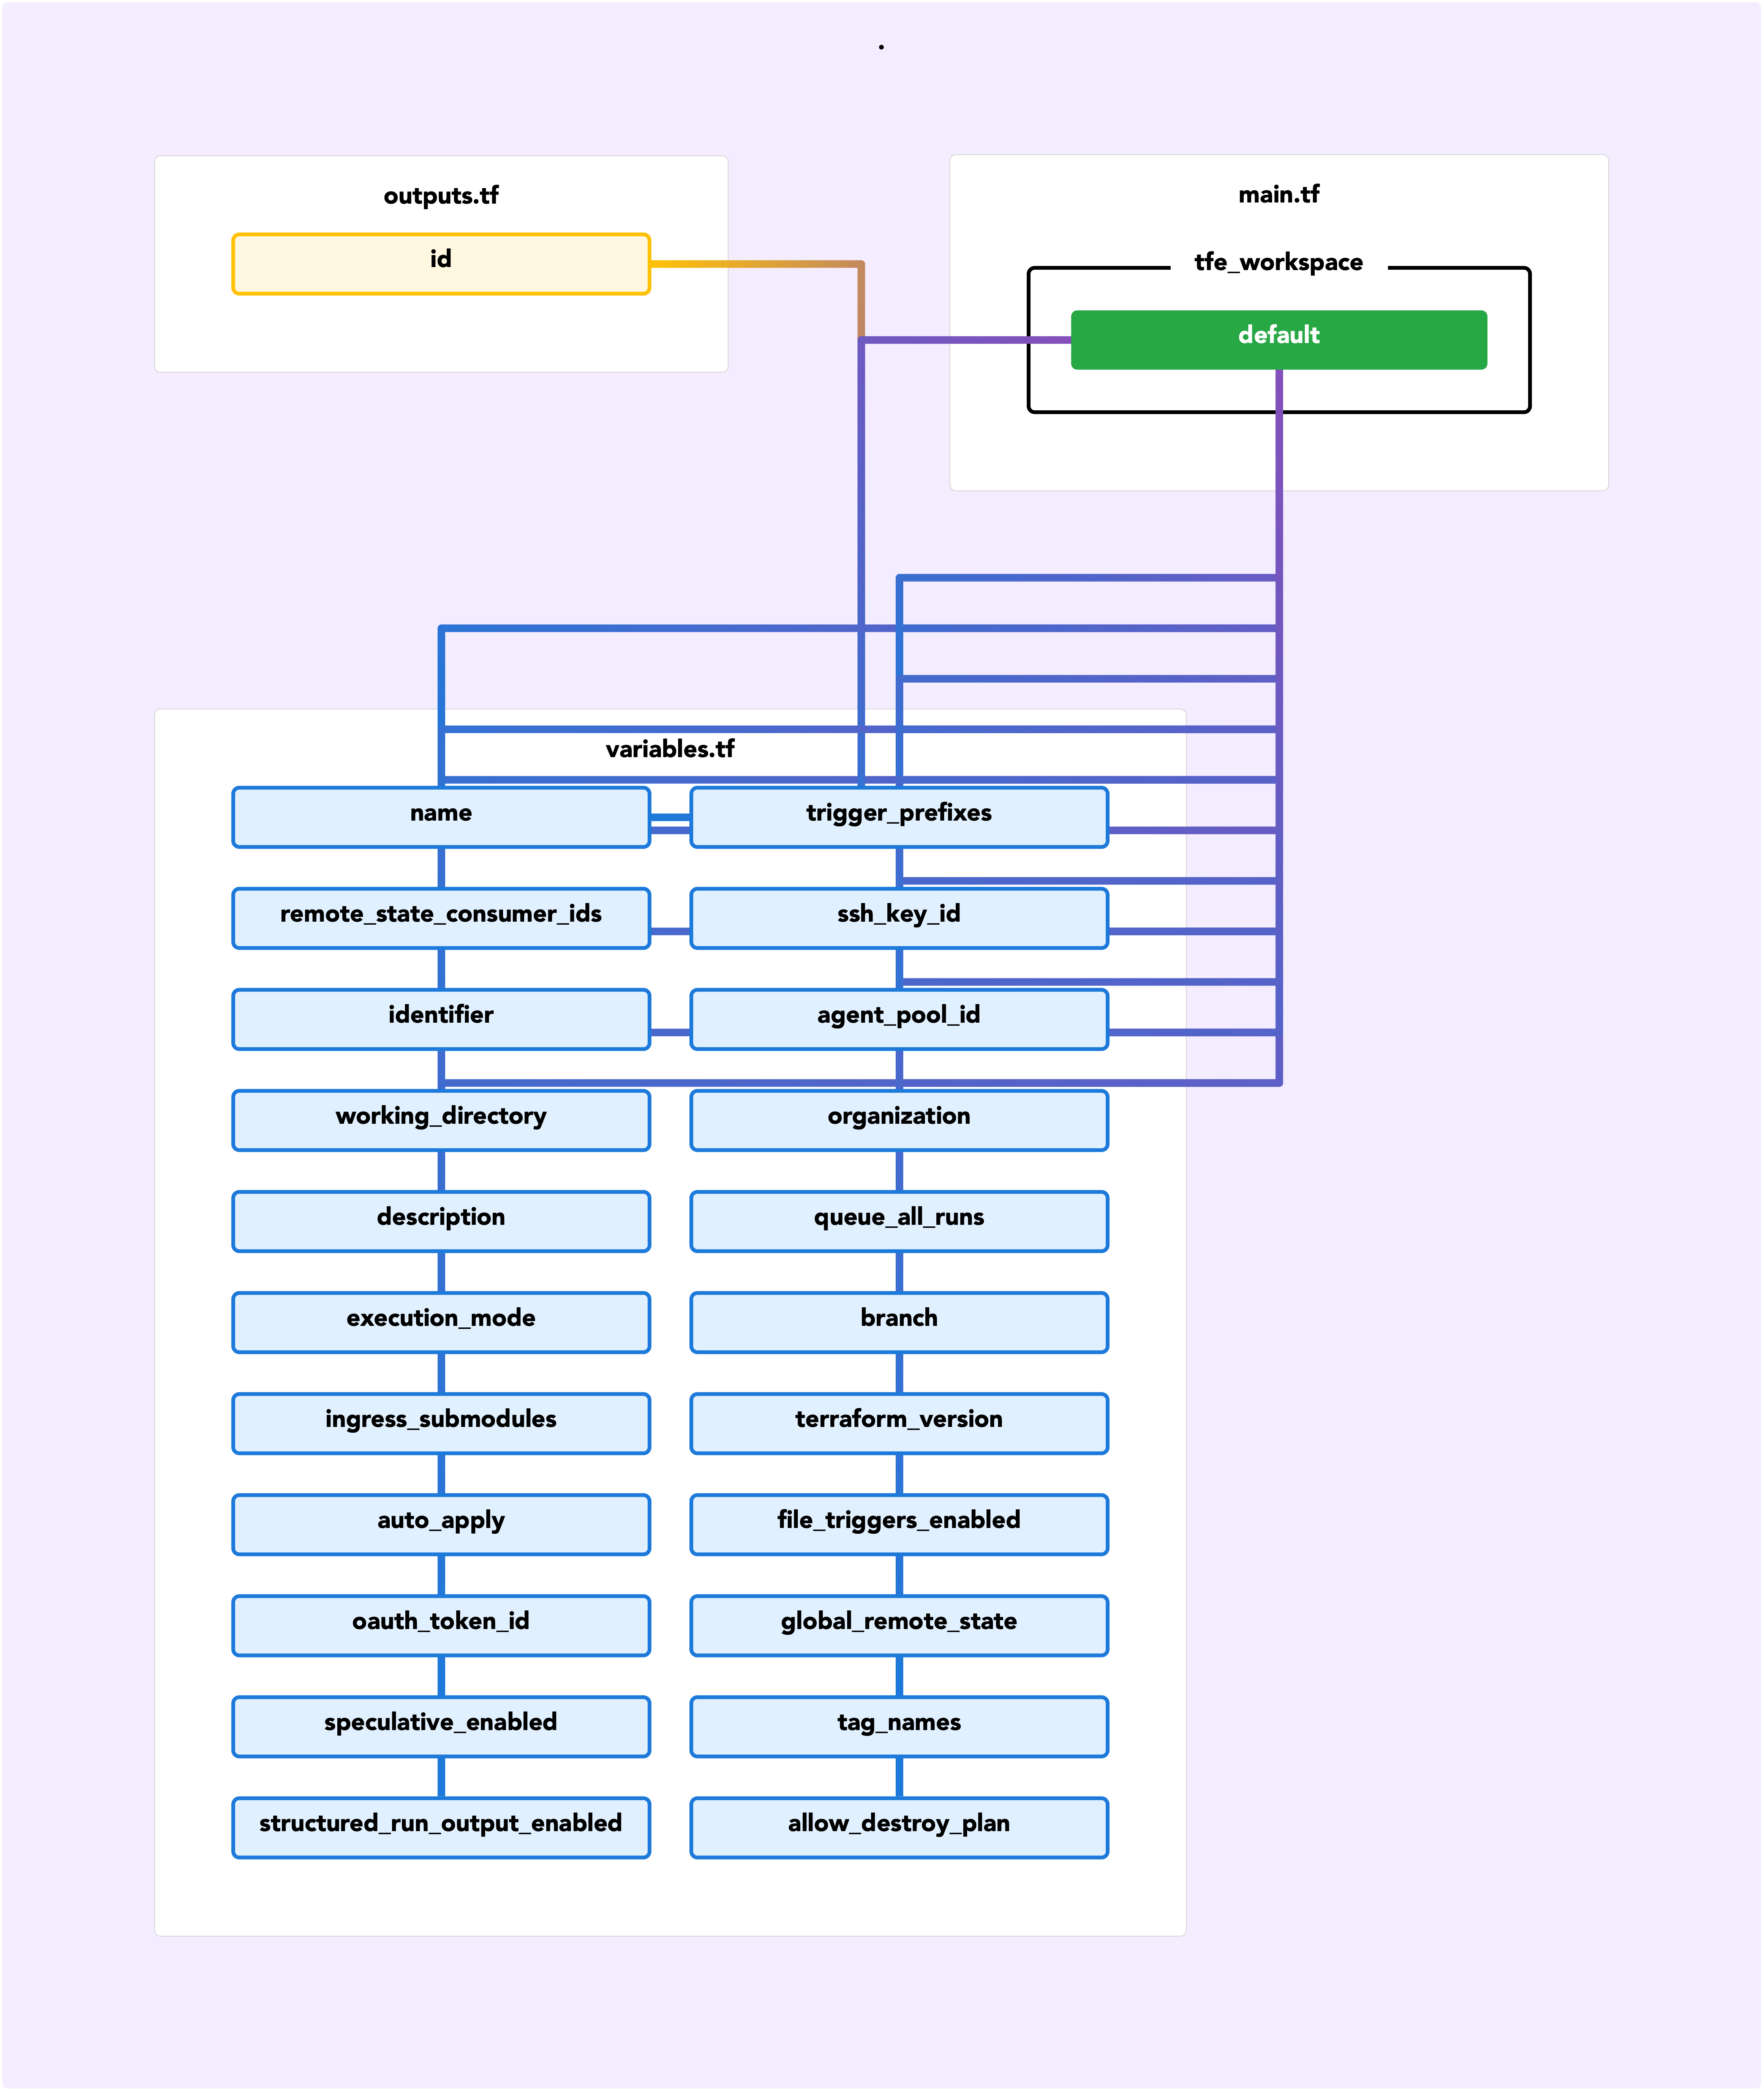 .
outputs.tf
id
main.tf
tfe_workspace
default
variables.tf
name
trigger_prefixes
remote_state_consumer_ids
ssh_key_id
identifier
agent_pool_id
working_directory
organization
description
queue_all_runs
execution_mode
branch
ingress_submodules
terraform_version
auto_apply
file_triggers_enabled
oauth_token_id
global_remote_state
speculative_enabled
tag_names
structured_run_output_enabled
allow_destroy_plan